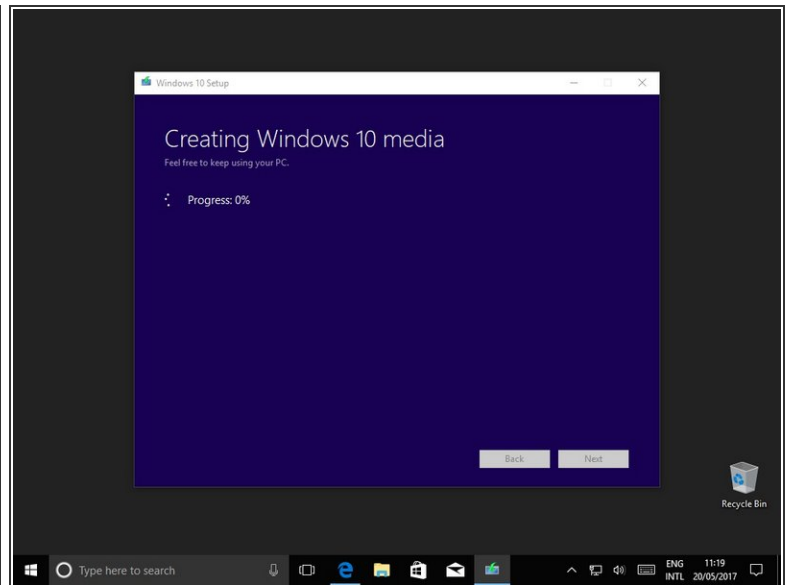 Windows 10 Setup
Creating Windows 10 media
Feel free to keep using your PC.
Progress: 0%
Back Next
Recycle Bin
Type here to search
ENG 11:19
INTL 20/05/2017